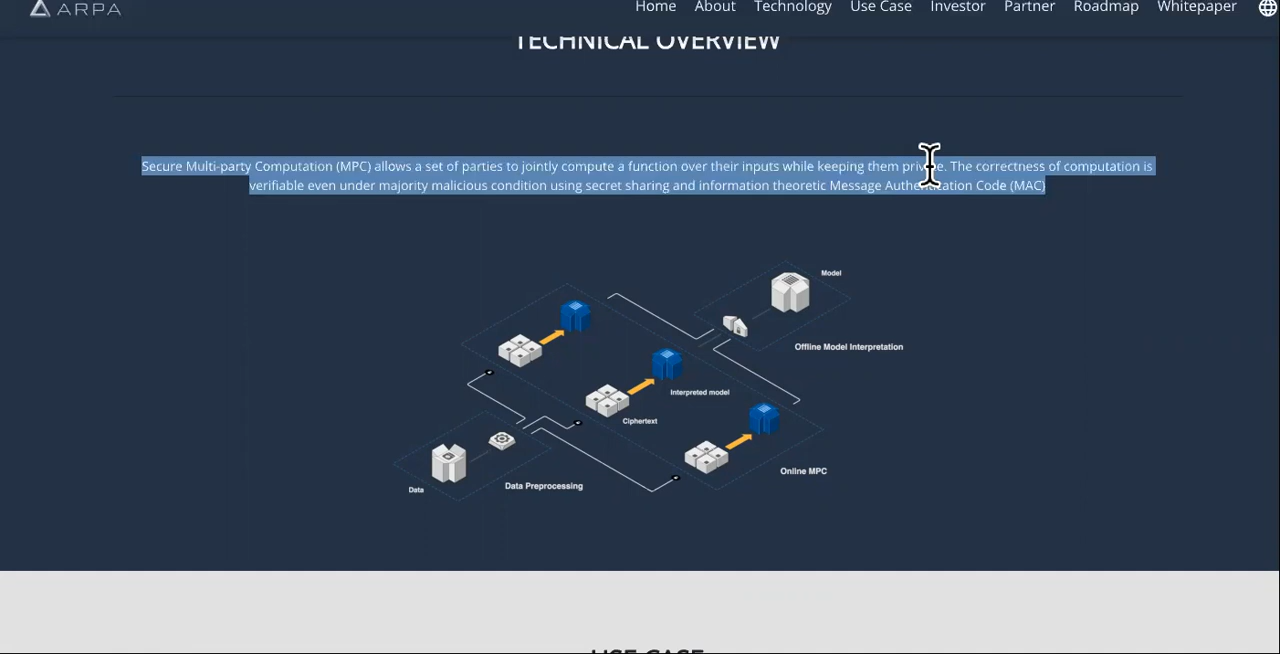 ARPA
Home About Technology Use Case Investor Partner Roadmap Whitepaper
TECHNICAL OVERVIEW
Secure Multi-party Computation (MPC) allows a set of parties to jointly compute a function over their inputs while keeping them private. The correctness of computation is
verifiable even under majority malicious condition using secret sharing and information theoretic Message Authentication Code (MAC)
Model
Offline Model Interpretation
Interpreted model
Ciphertext
Online MPC
Data Preprocessing
Data
USE CASE